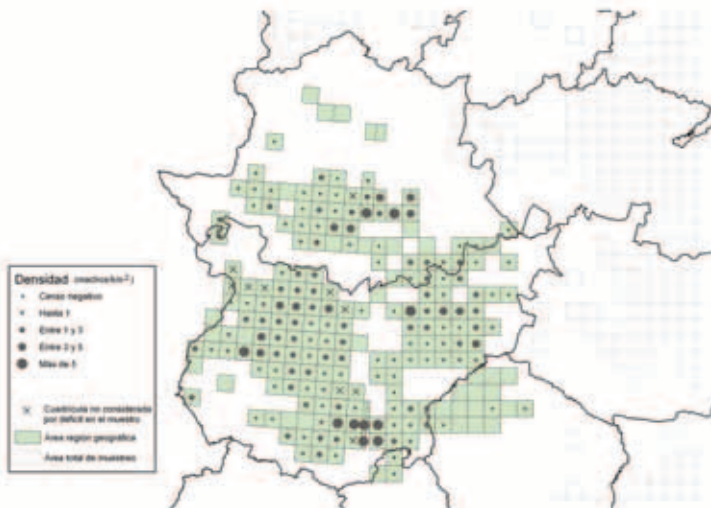 Densidad (machos/km²)
Censo negativo
Hasta 1
Entre 1 y 3
Entre 3 y 5
Más de 5
Cuadrícula no considerada
por déficit en el muestreo
Área región geográfica
Área total de muestreo